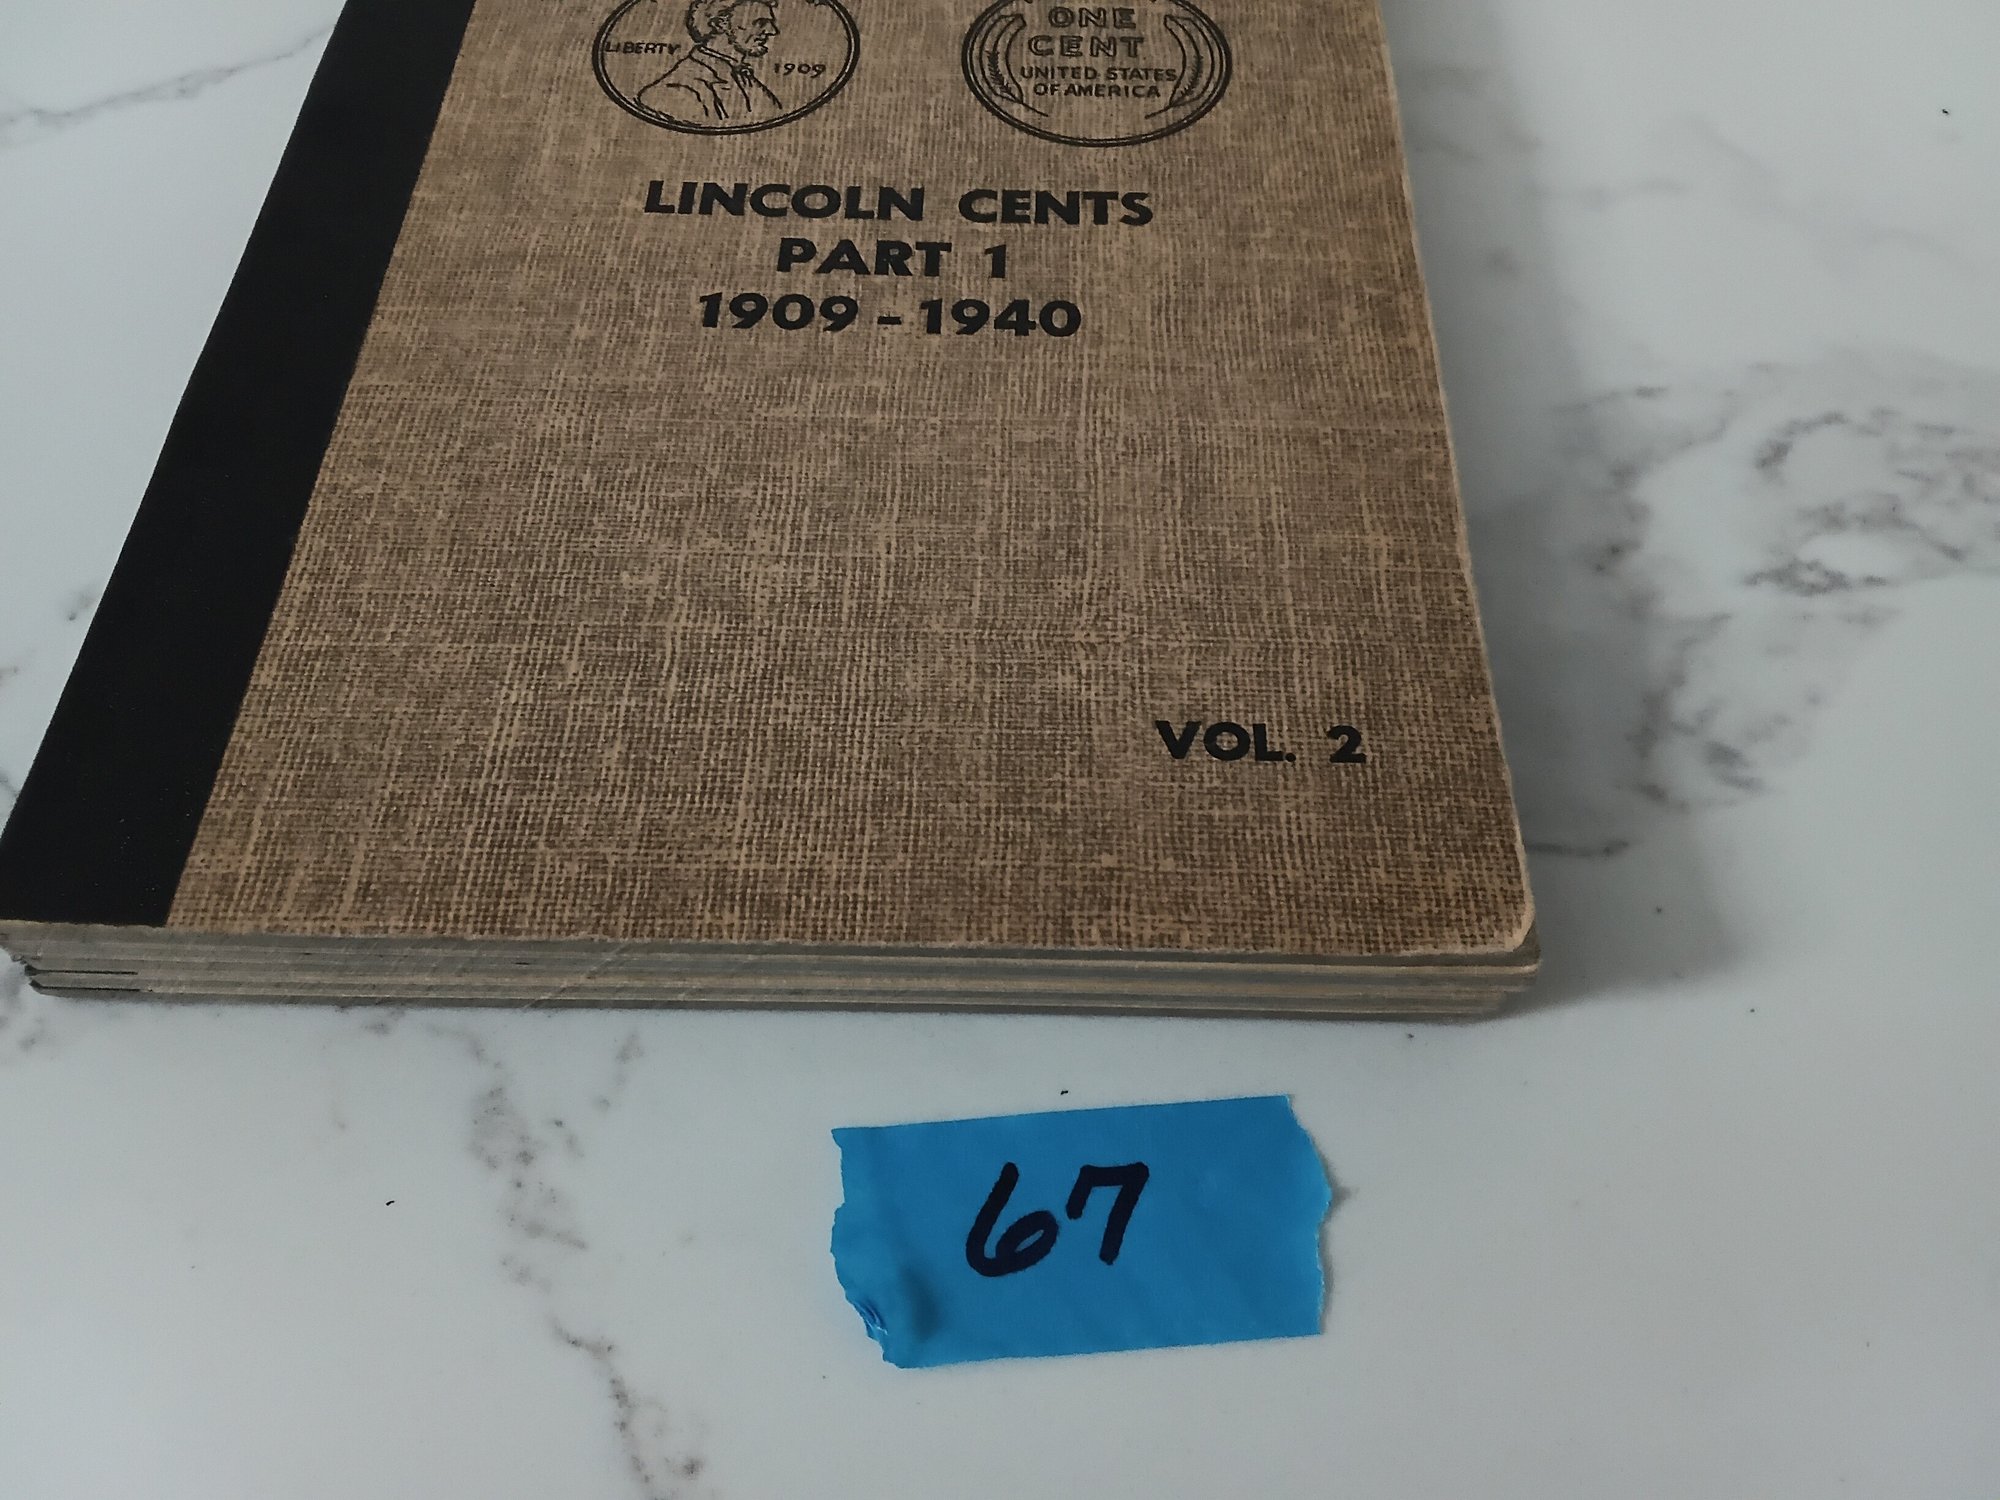 LIBERTY 1909
ONE
CENT
UNITED STATES
OF AMERICA
LINCOLN CENTS
PART 1
1909-1940
VOL. 2
67